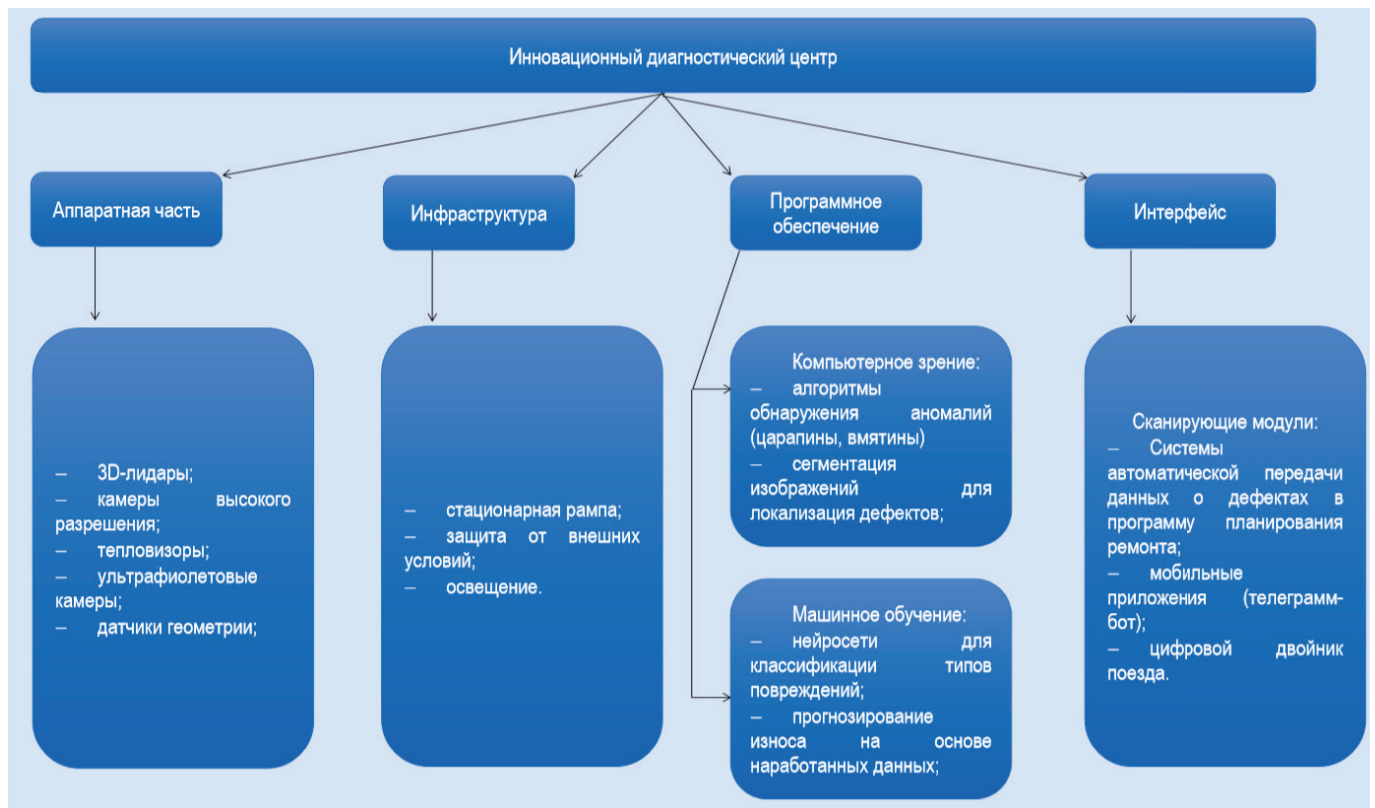 Инновационный диагностический центр
Аппаратная часть
Инфраструктура
Программное
обеспечение
Интерфейс
— 3D-лидары;
— камеры высокого
разрешения;
— тепловизоры;
— ультрафиолетовые
камеры;
— датчики геометрии;
— стационарная рампа;
— защита от внешних
условий;
— освещение.
Компьютерное зрение:
— алгоритмы
обнаружения аномалий
(царапины, вмятины)
— сегментация
изображений для
локализация дефектов;
Машинное обучение:
— нейросети для
классификации типов
повреждений;
— прогнозирование
износа на основе
наработанных данных;
Сканирующие модули:
— Системы
автоматической передачи
данных о дефектах в
программу планирования
ремонта;
— мобильные
приложения (телеграмм-
бот);
— цифровой двойник
поезда.